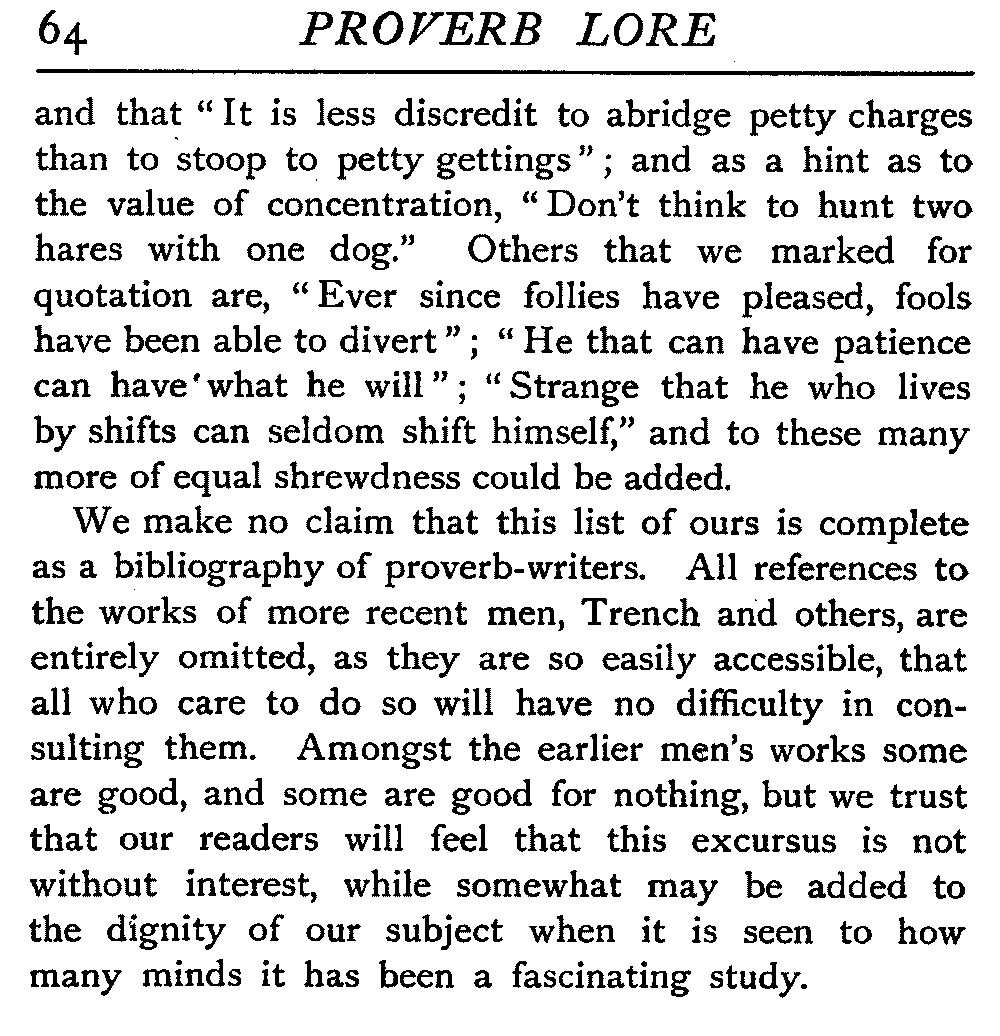 64 PROVERB LORE
and that “It is less discredit to abridge petty charges
than to stoop to petty gettings”; and as a hint as to
the value of concentration, “Don’t think to hunt two
hares with one dog.” Others that we marked for
quotation are, “Ever since follies have pleased, fools
have been able to divert”; “He that can have patience
can have what he will”; “Strange that he who lives
by shifts can seldom shift himself,” and to these many
more of equal shrewdness could be added.
We make no claim that this list of ours is complete
as a bibliography of proverb-writers. All references to
the works of more recent men, Trench and others, are
entirely omitted, as they are so easily accessible, that
all who care to do so will have no difficulty in con-
sulting them. Amongst the earlier men’s works some
are good, and some are good for nothing, but we trust
that our readers will feel that this excursus is not
without interest, while somewhat may be added to
the dignity of our subject when it is seen to how
many minds it has been a fascinating study.